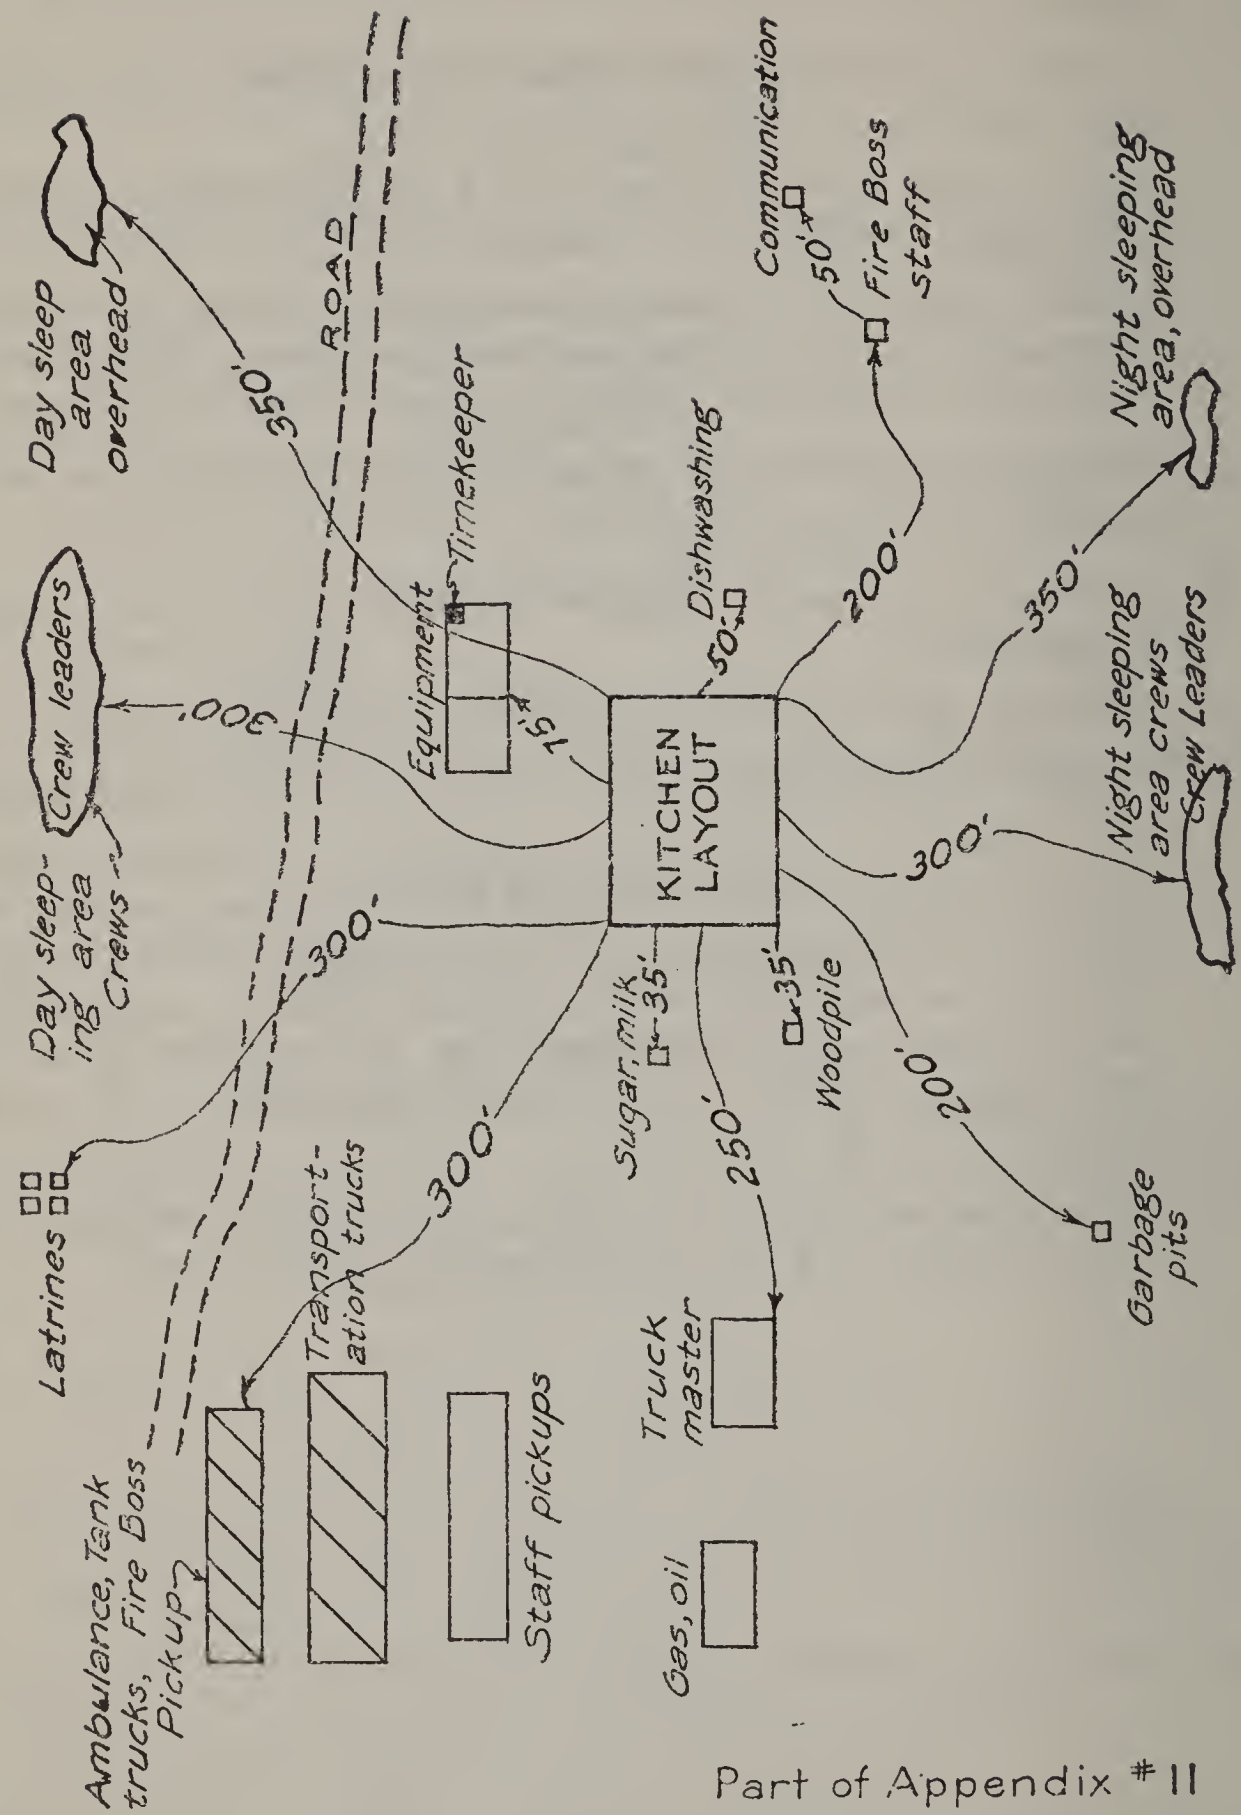 Ambulance, Tank
trucks, Fire Boss
Pickup
Latrines
Day sleep-
ing area
Crews
Crew leaders
Day sleep
area
overhead
ROAD
300'
300'
350'
Transport-
ation trucks
300'
Staff pickups
Equipment
Timekeeper
75'
Sugar, milk
35'
KITCHEN
LAYOUT
50'
Dishwashing
Communication
50'
Fire Boss
staff
200'
Gas, oil
Truck
master
250'
35'
Woodpile
200'
Garbage
pits
300'
Night sleeping
area crews
Crew Leaders
350'
Night sleeping
area, overhead
Part of Appendix #11